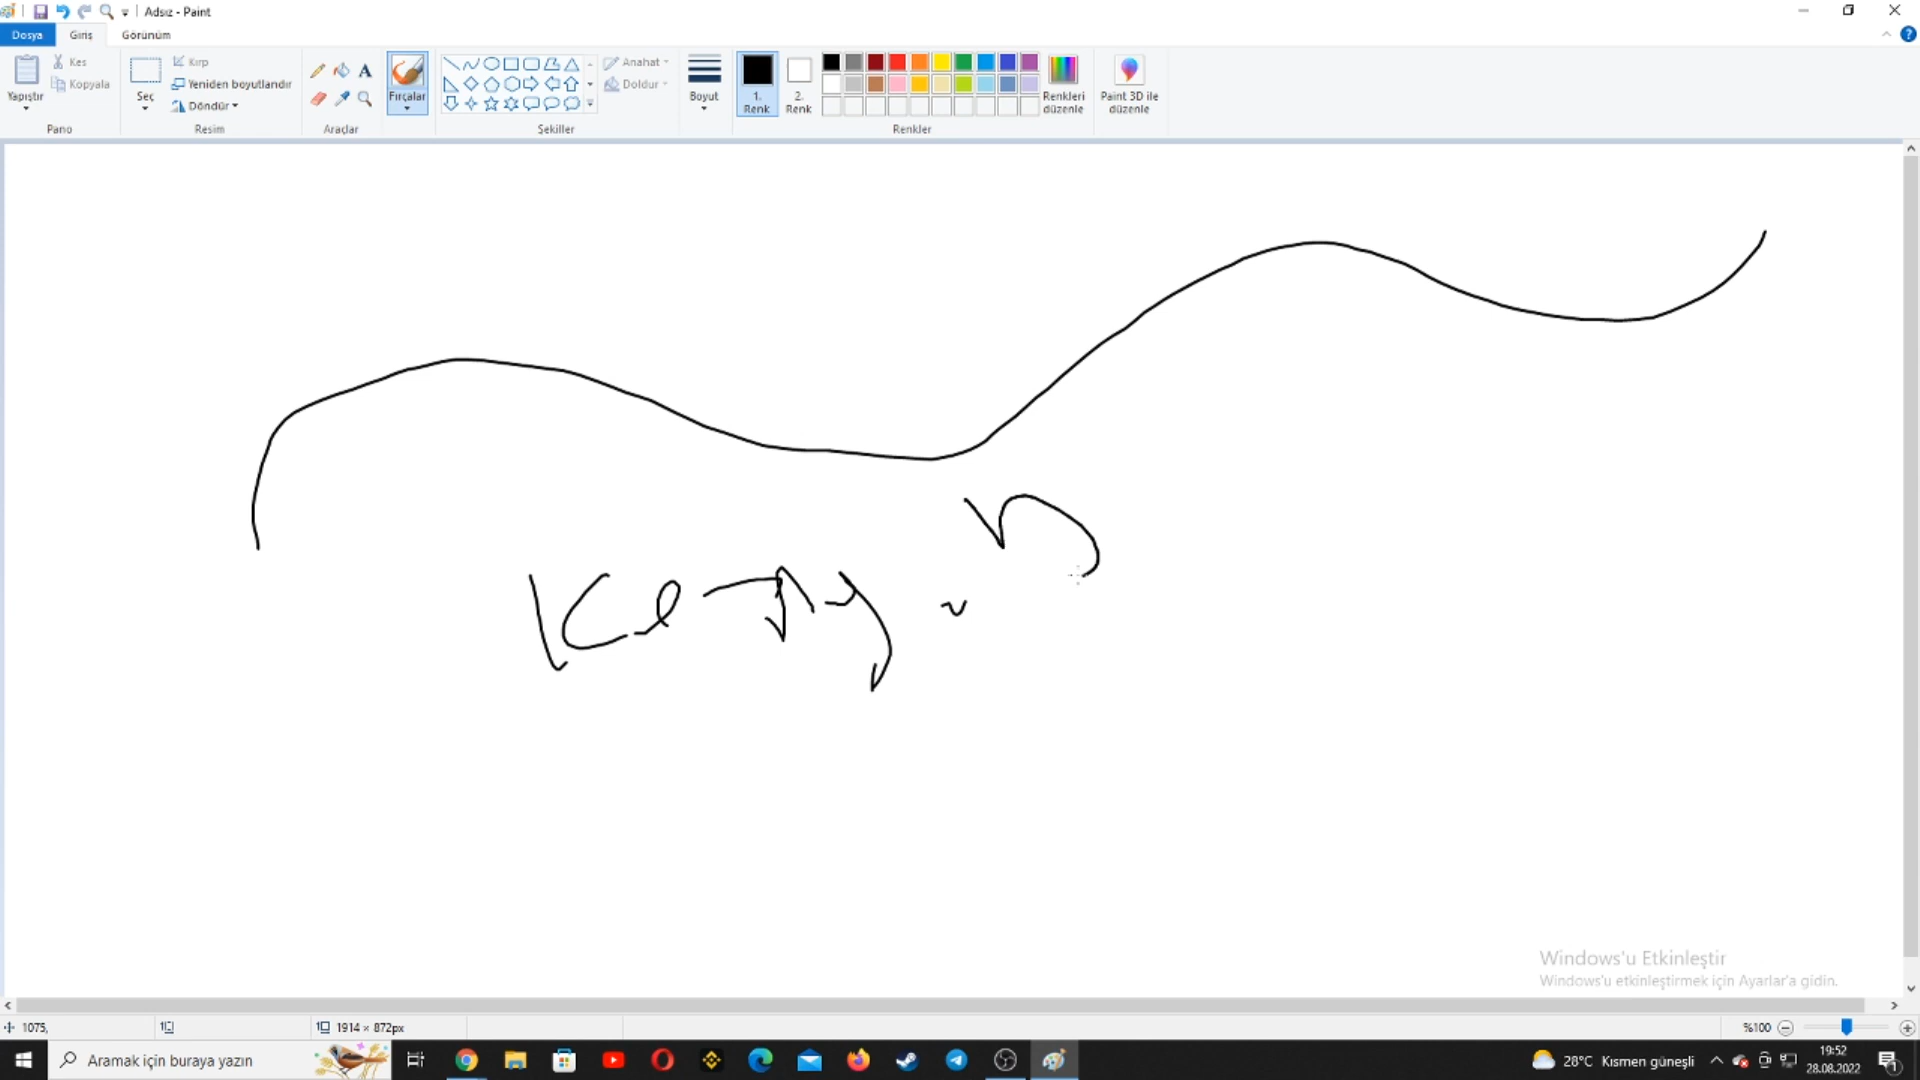 Adsız - Paint
Dosya Giriş Görünüm
Yapıştır
Kes
Kopyala
Pano
Seç
Kırp
Yeniden boyutlandır
Döndür
Resim
A
Araçlar
Fırçalar
Anahat
Doldur
Şekiller
Boyut
1. Renk
2. Renk
Renkleri düzenle
Paint 3D ile düzenle
Renkler
Windows'u Etkinleştir
Windows'u etkinleştirmek için Ayarlar'a gidin.
1075,
1914 × 872px
%100
Aramak için buraya yazın
28°C Kısmen güneşli
19:52
28.08.2022
1